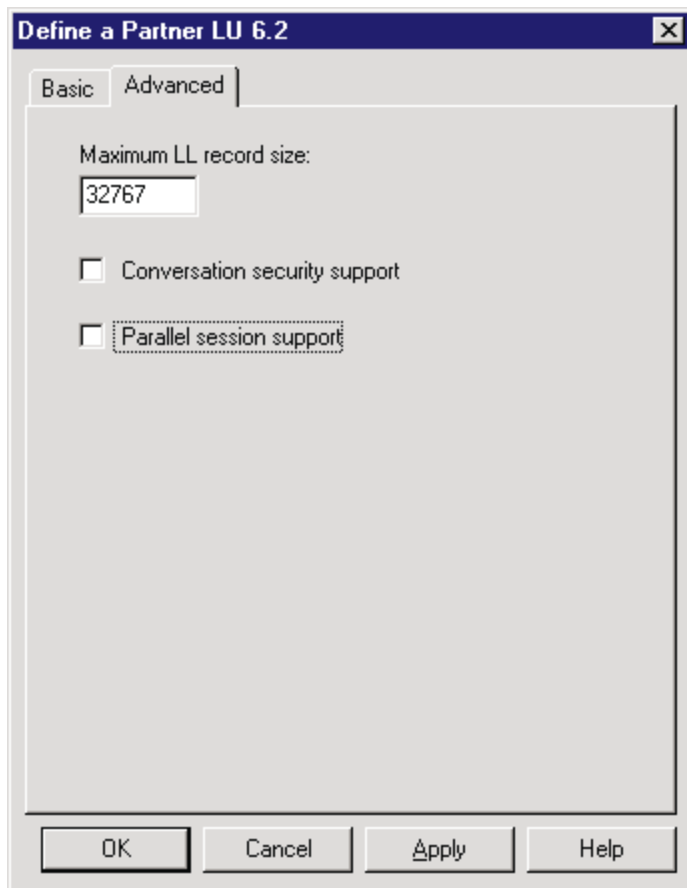 Define a Partner LU 6.2
Basic Advanced
Maximum LL record size:
32767
Conversation security support
Parallel session support
OK Cancel Apply Help